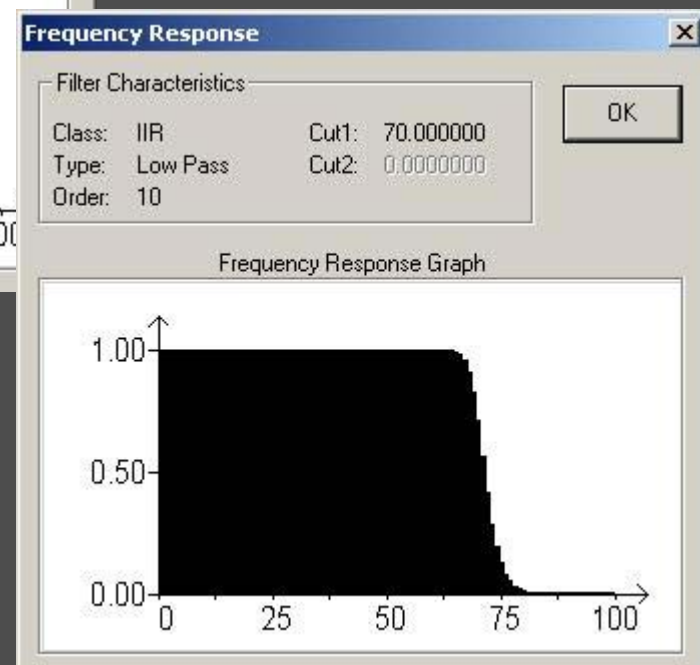 Frequency Response
Filter Characteristics
Class: IIR Cut1: 70.000000
Type: Low Pass Cut2: 0.0000000
Order: 10
OK
Frequency Response Graph
1.00
0.50
0.00
0 25 50 75 100